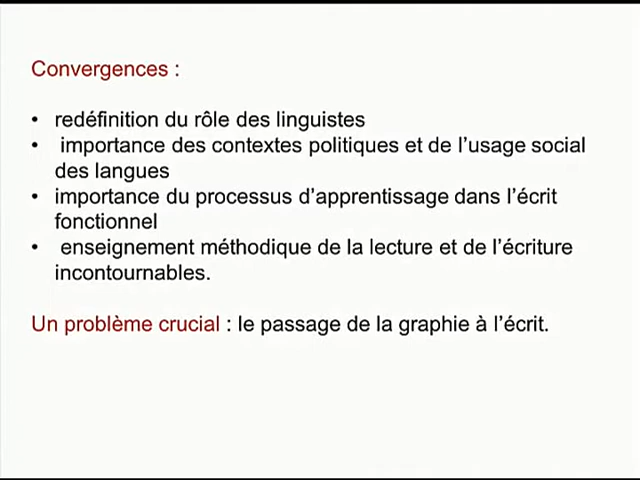 Convergences :
• redéfinition du rôle des linguistes
• importance des contextes politiques et de l'usage social
des langues
• importance du processus d'apprentissage dans l'écrit
fonctionnel
• enseignement méthodique de la lecture et de l'écriture
incontournables.
Un problème crucial : le passage de la graphie à l'écrit.